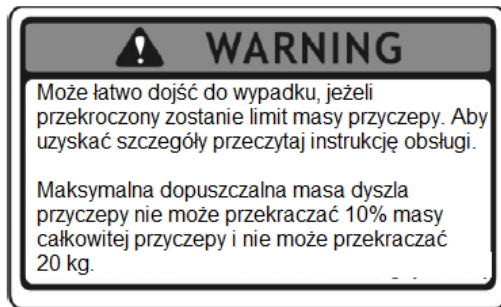 WARNING
Może łatwo dojść do wypadku, jeżeli
przekroczony zostanie limit masy przyczepy. Aby
uzyskać szczegóły przeczytaj instrukcję obsługi.
Maksymalna dopuszczalna masa dyszla
przyczepy nie może przekraczać 10% masy
całkowitej przyczepy i nie może przekraczać
20 kg.